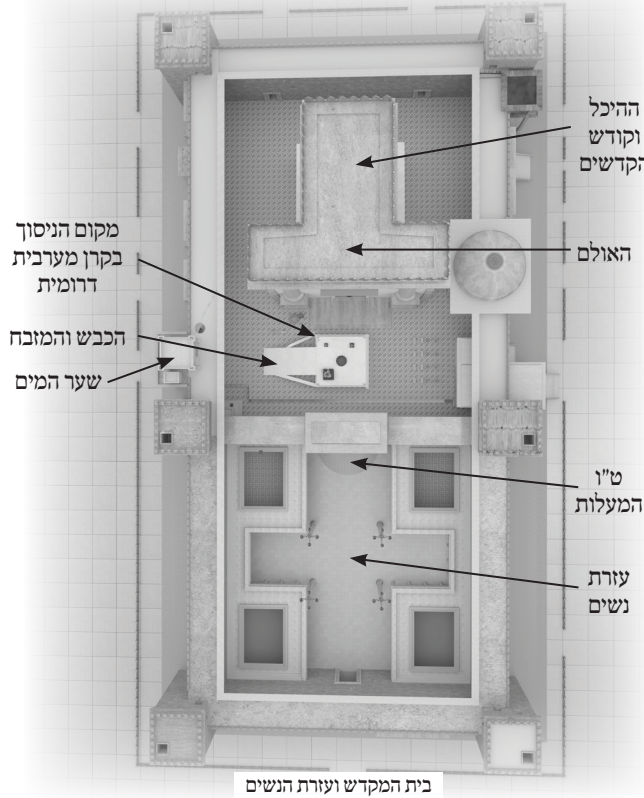 ההיכל
וקודש
הקדשים
האולם
מקום הניסוך
בקרן מערבית
דרומית
הכבש והמזבח
שער המים
ט"ו
המעלות
עזרת
נשים
בית המקדש ועזרת הנשים